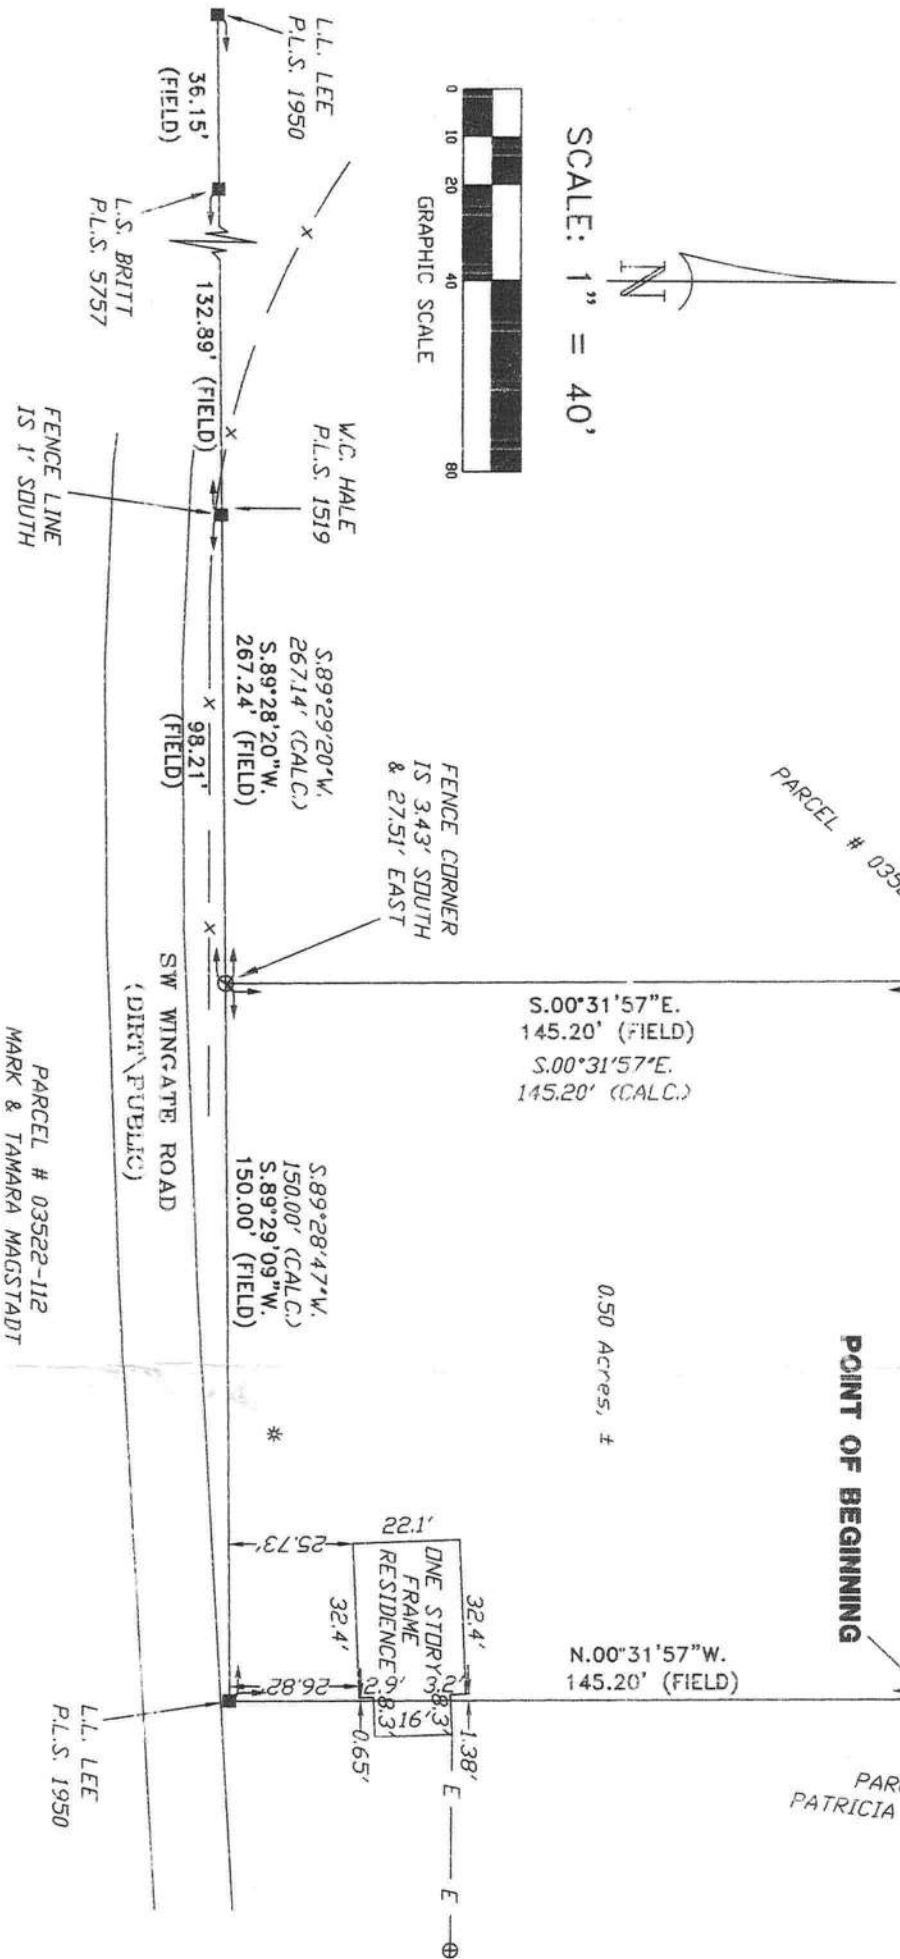 L.L. LEE
P.L.S. 1950
36.15'
(FIELD)
L.S. BRITT
P.L.S. 5757
132.89' (FIELD)
W.C. HALE
P.L.S. 1519
FENCE LINE
IS 1' SOUTH
SCALE: 1" = 40'
N
0 10 20 40 80
GRAPHIC SCALE
S.89°29'20"W.
267.14' (CALC.)
S.89°28'20"W.
267.24' (FIELD)
98.21'
(FIELD)
FENCE CORNER
IS 3.43' SOUTH
& 27.51' EAST
PARCEL # 0352
S.00°31'57"E.
145.20' (FIELD)
S.00°31'57"E.
145.20' (CALC.)
SW WINGATE ROAD
(DIRT\PUBLIC)
PARCEL # 03522-112
MARK & TAMARA MAGSTADT
S.89°28'47"W.
150.00' (CALC.)
S.89°29'09"W.
150.00' (FIELD)
0.50 Acres, ±
POINT OF BEGINNING
N.00°31'57"W.
145.20' (FIELD)
ONE STORY
FRAME
RESIDENCE
22.1'
32.4'
32.4'
25.73'
26.82'
2.6'
3.2'
8.3'
8.3'
16'
1.38'
0.65'
E
E
L.L. LEE
P.L.S. 1950
PATRICIA